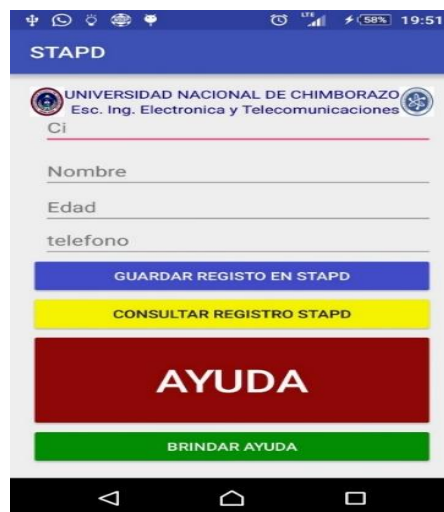 LTE
58% 19:51
STAPD
UNIVERSIDAD NACIONAL DE CHIMBORAZO
Esc. Ing. Electronica y Telecomunicaciones
Ci
Nombre
Edad
telefono
GUARDAR REGISTO EN STAPD
CONSULTAR REGISTRO STAPD
AYUDA
BRINDAR AYUDA